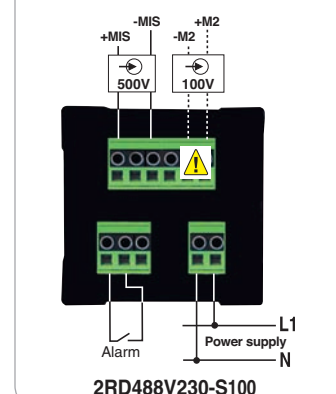 -MIS +M2
+MIS -M2
500V 100V
Alarm
L1
Power supply
N
2RD488V230-S100